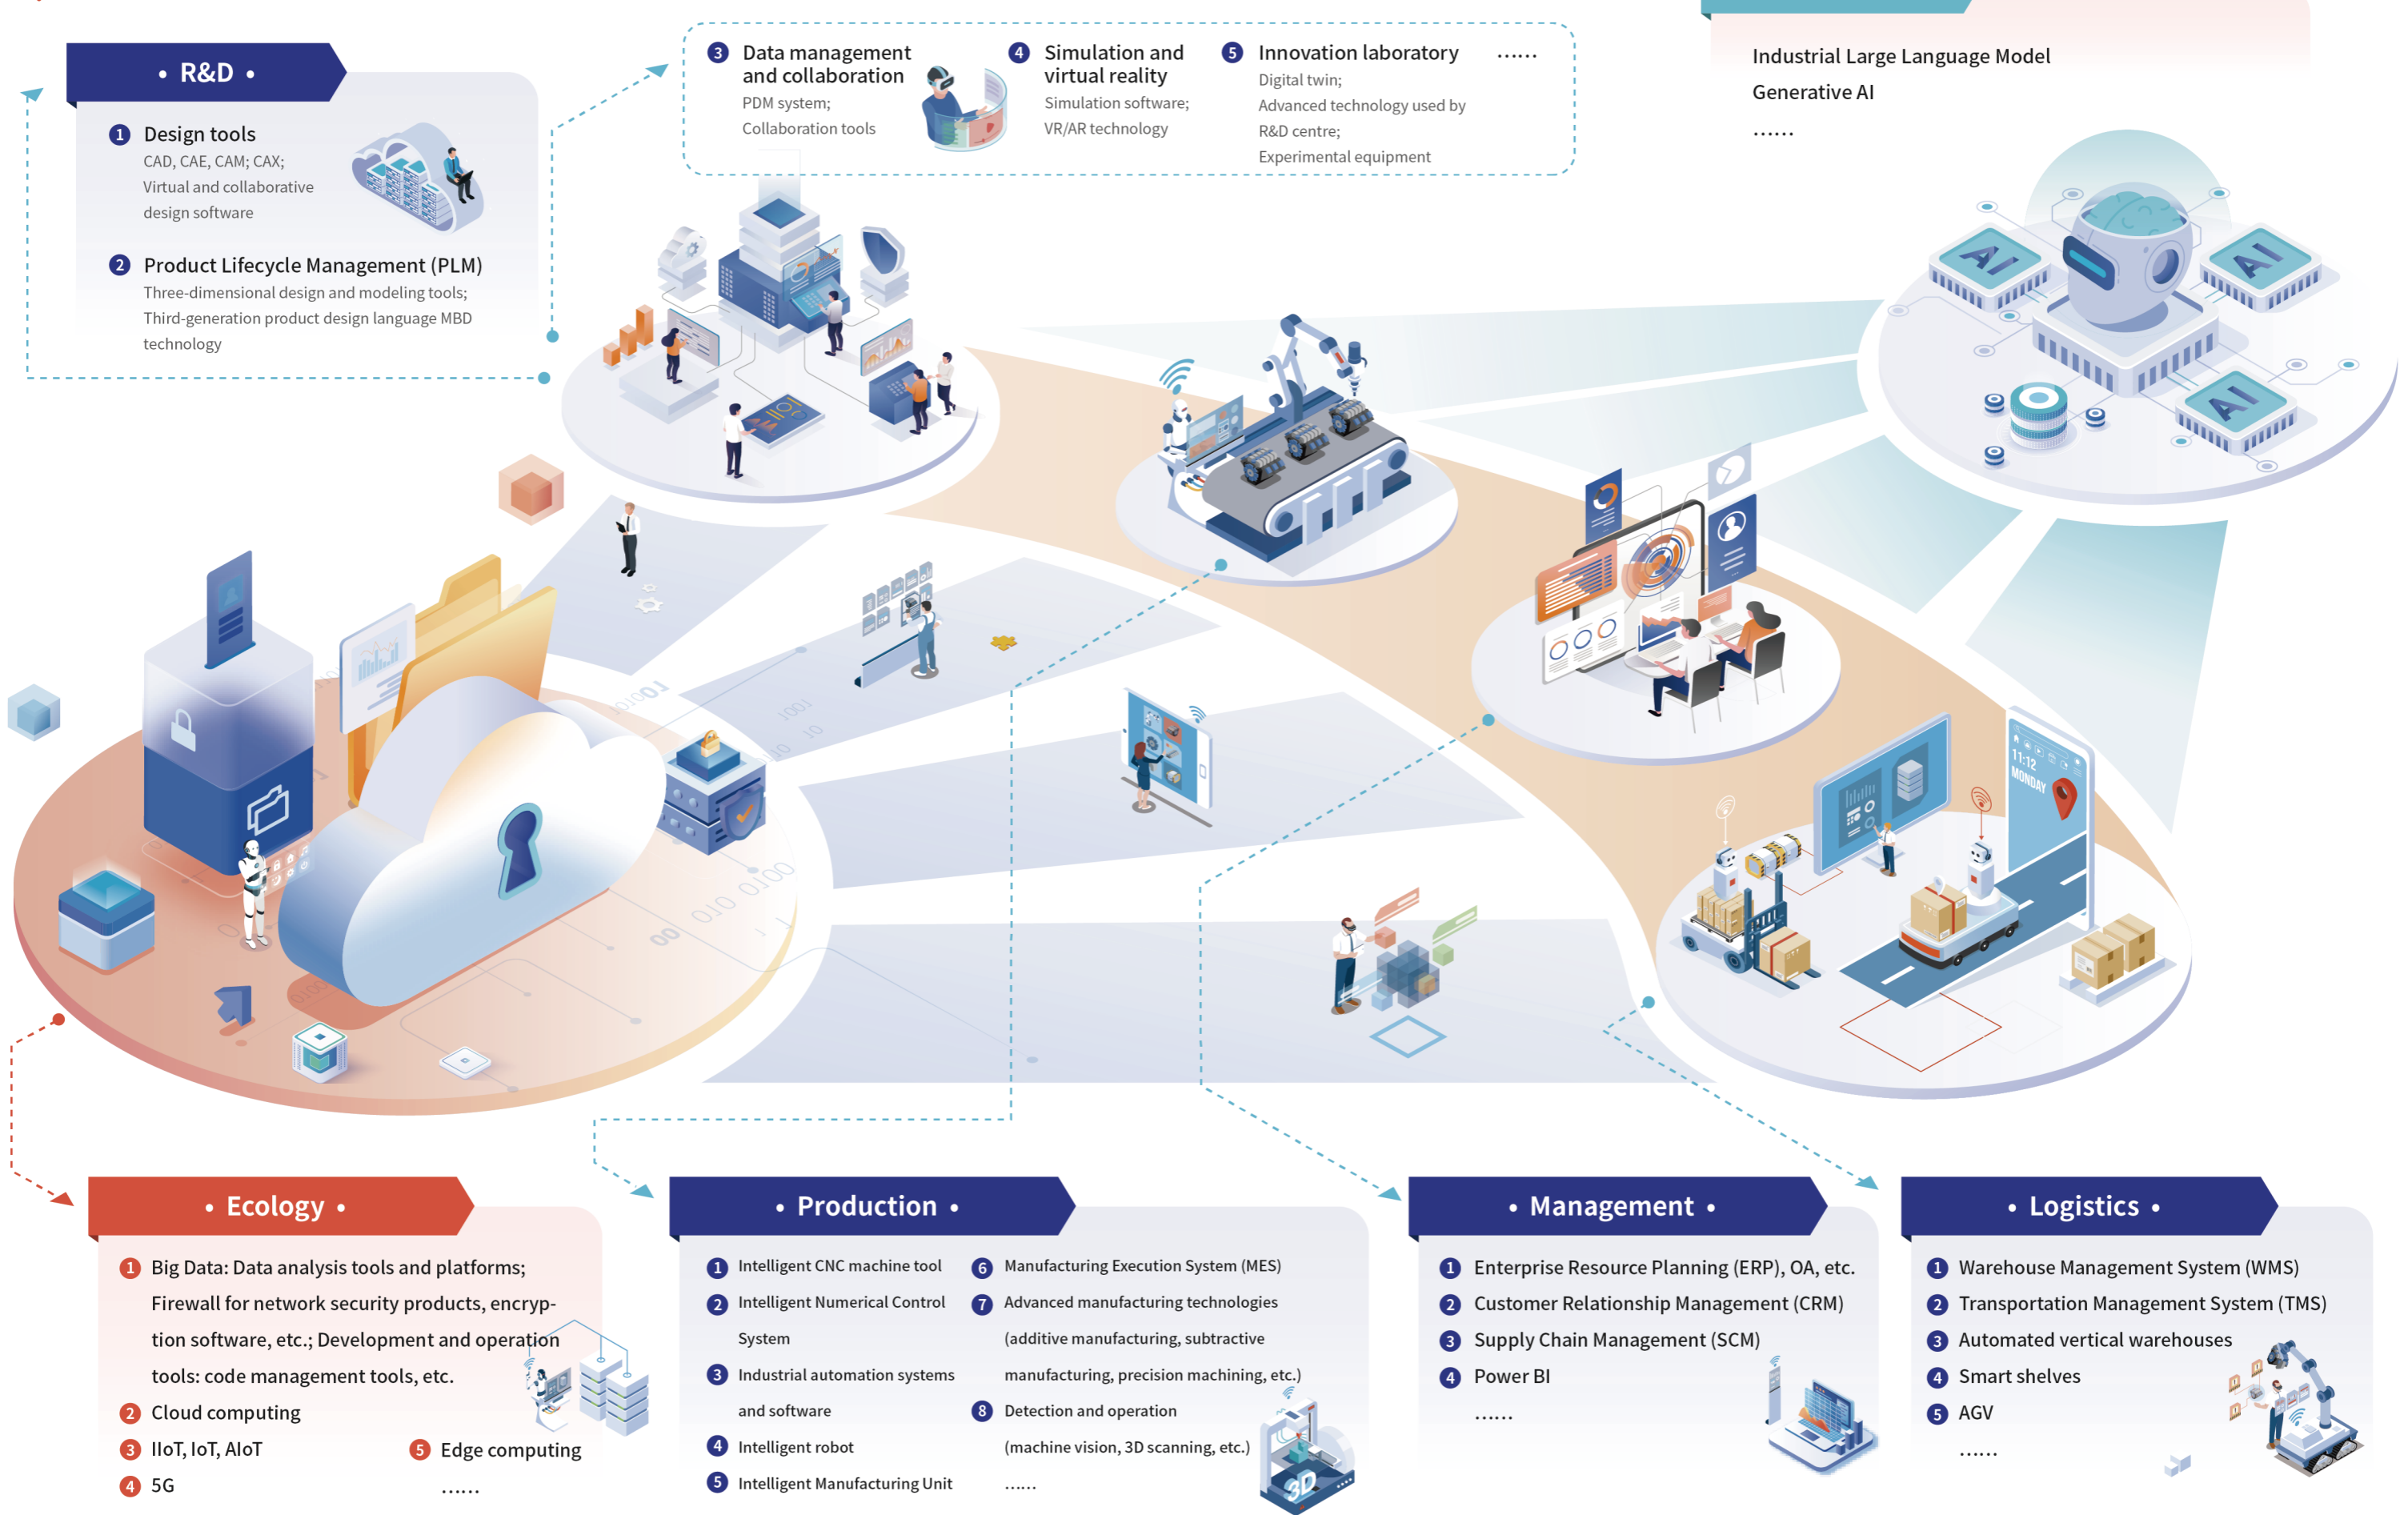 • R&D •
1 Design tools
CAD, CAE, CAM; CAX;
Virtual and collaborative
design software
2 Product Lifecycle Management (PLM)
Three-dimensional design and modeling tools;
Third-generation product design language MBD
technology
3 Data management
and collaboration
PDM system;
Collaboration tools
4 Simulation and
virtual reality
Simulation software;
VR/AR technology
5 Innovation laboratory
Digital twin;
Advanced technology used by
R&D centre;
Experimental equipment
......
Industrial Large Language Model
Generative AI
......
AI
AI
AI
11:12
MONDAY
• Ecology •
1 Big Data: Data analysis tools and platforms;
Firewall for network security products, encryp-
tion software, etc.; Development and operation
tools: code management tools, etc.
2 Cloud computing
3 IIoT, IoT, AIoT
4 5G
5 Edge computing
......
• Production •
1 Intelligent CNC machine tool
2 Intelligent Numerical Control
System
3 Industrial automation systems
and software
4 Intelligent robot
5 Intelligent Manufacturing Unit
6 Manufacturing Execution System (MES)
7 Advanced manufacturing technologies
(additive manufacturing, subtractive
manufacturing, precision machining, etc.)
8 Detection and operation
(machine vision, 3D scanning, etc.)
......
3D
• Management •
1 Enterprise Resource Planning (ERP), OA, etc.
2 Customer Relationship Management (CRM)
3 Supply Chain Management (SCM)
4 Power BI
......
• Logistics •
1 Warehouse Management System (WMS)
2 Transportation Management System (TMS)
3 Automated vertical warehouses
4 Smart shelves
5 AGV
......